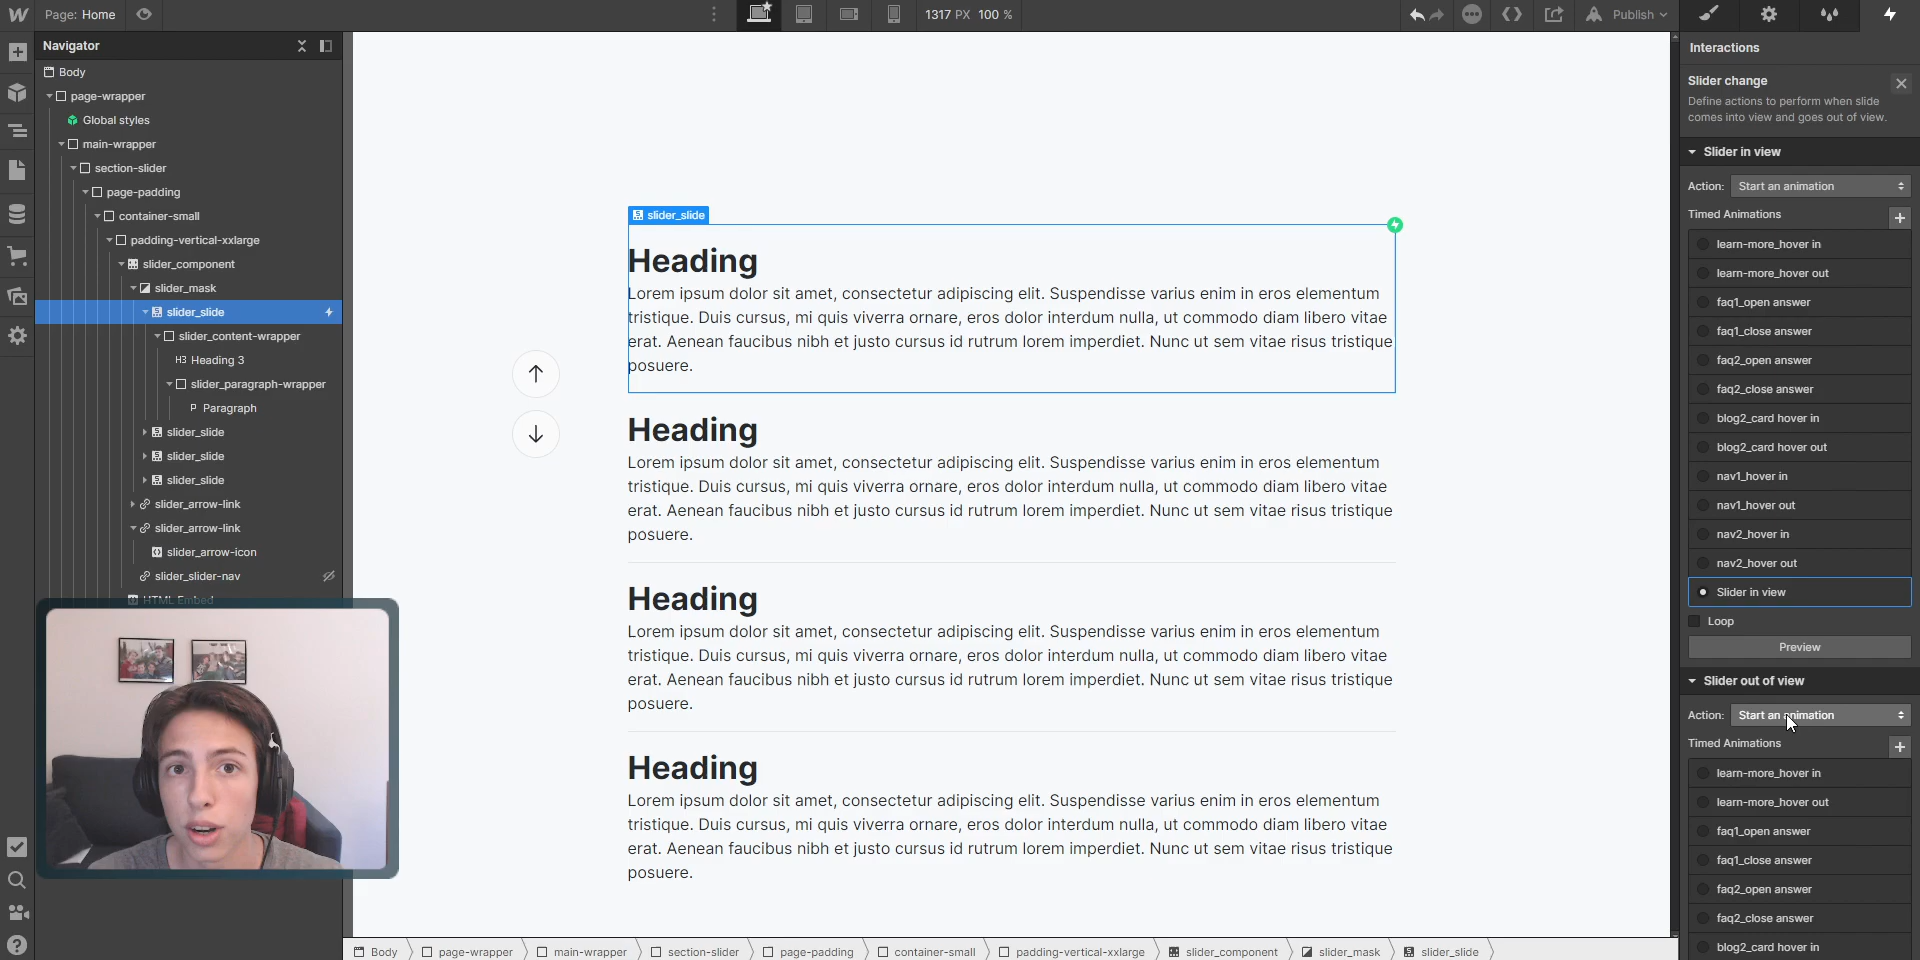 Page: Home
1317 PX 100 %
Publish
Navigator
Body
page-wrapper
Global styles
main-wrapper
section-slider
page-padding
container-small
padding-vertical-xxlarge
slider_component
slider_mask
slider_slide
slider_content-wrapper
H3 Heading 3
slider_paragraph-wrapper
P Paragraph
slider_slide
slider_slide
slider_slide
slider_arrow-link
slider_arrow-link
slider_arrow-icon
slider_slider-nav
HTML Embed
slider_slide
Heading
Lorem ipsum dolor sit amet, consectetur adipiscing elit. Suspendisse varius enim in eros elementum
tristique. Duis cursus, mi quis viverra ornare, eros dolor interdum nulla, ut commodo diam libero vitae
erat. Aenean faucibus nibh et justo cursus id rutrum lorem imperdiet. Nunc ut sem vitae risus tristique
posuere.
Heading
Lorem ipsum dolor sit amet, consectetur adipiscing elit. Suspendisse varius enim in eros elementum
tristique. Duis cursus, mi quis viverra ornare, eros dolor interdum nulla, ut commodo diam libero vitae
erat. Aenean faucibus nibh et justo cursus id rutrum lorem imperdiet. Nunc ut sem vitae risus tristique
posuere.
Heading
Lorem ipsum dolor sit amet, consectetur adipiscing elit. Suspendisse varius enim in eros elementum
tristique. Duis cursus, mi quis viverra ornare, eros dolor interdum nulla, ut commodo diam libero vitae
erat. Aenean faucibus nibh et justo cursus id rutrum lorem imperdiet. Nunc ut sem vitae risus tristique
posuere.
Heading
Lorem ipsum dolor sit amet, consectetur adipiscing elit. Suspendisse varius enim in eros elementum
tristique. Duis cursus, mi quis viverra ornare, eros dolor interdum nulla, ut commodo diam libero vitae
erat. Aenean faucibus nibh et justo cursus id rutrum lorem imperdiet. Nunc ut sem vitae risus tristique
posuere.
Body page-wrapper main-wrapper section-slider page-padding container-small padding-vertical-xxlarge slider_component slider_mask slider_slide
Interactions
Slider change
Define actions to perform when slide
comes into view and goes out of view.
Slider in view
Action: Start an animation
Timed Animations
learn-more_hover in
learn-more_hover out
faq1_open answer
faq1_close answer
faq2_open answer
faq2_close answer
blog2_card hover in
blog2_card hover out
nav1_hover in
nav1_hover out
nav2_hover in
nav2_hover out
Slider in view
Loop
Preview
Slider out of view
Action: Start an animation
Timed Animations
learn-more_hover in
learn-more_hover out
faq1_open answer
faq1_close answer
faq2_open answer
faq2_close answer
blog2_card hover in